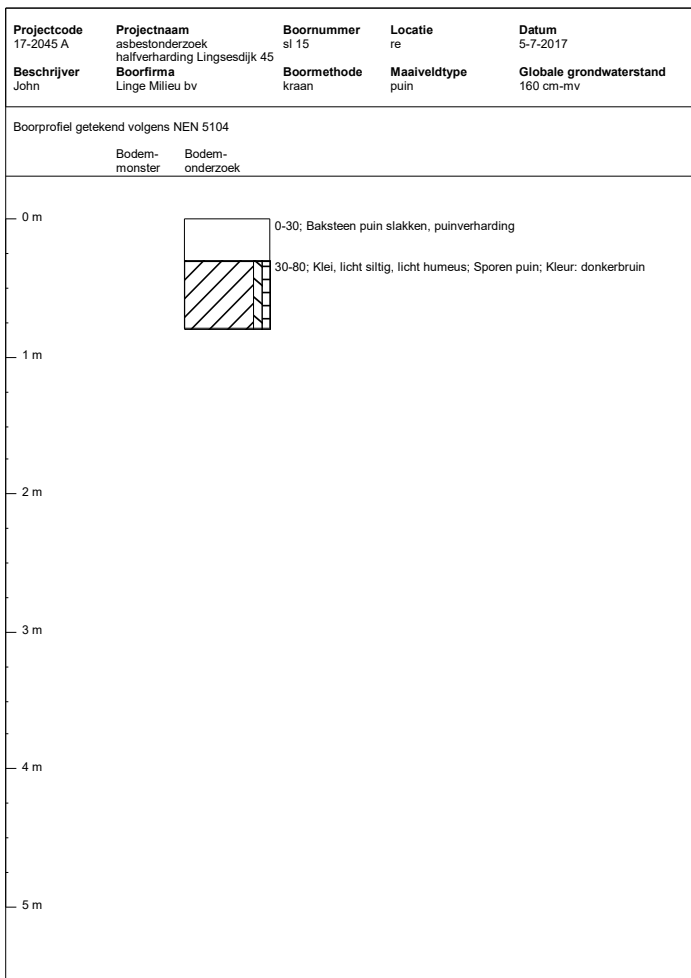 Projectcode Projectnaam Boornummer Locatie Datum
17-2045 A asbestonderzoek sl 15 re 5-7-2017
halfverharding Lingsesdijk 45
Beschrijver Boorfirma Boormethode Maaiveldtype Globale grondwaterstand
John Linge Milieu bv kraan puin 160 cm-mv
Boorprofiel getekend volgens NEN 5104
Bodem- Bodem-
monster onderzoek
0 m
0-30; Baksteen puin slakken, puinverharding
30-80; Klei, licht siltig, licht humeus; Sporen puin; Kleur: donkerbruin
1 m
2 m
3 m
4 m
5 m